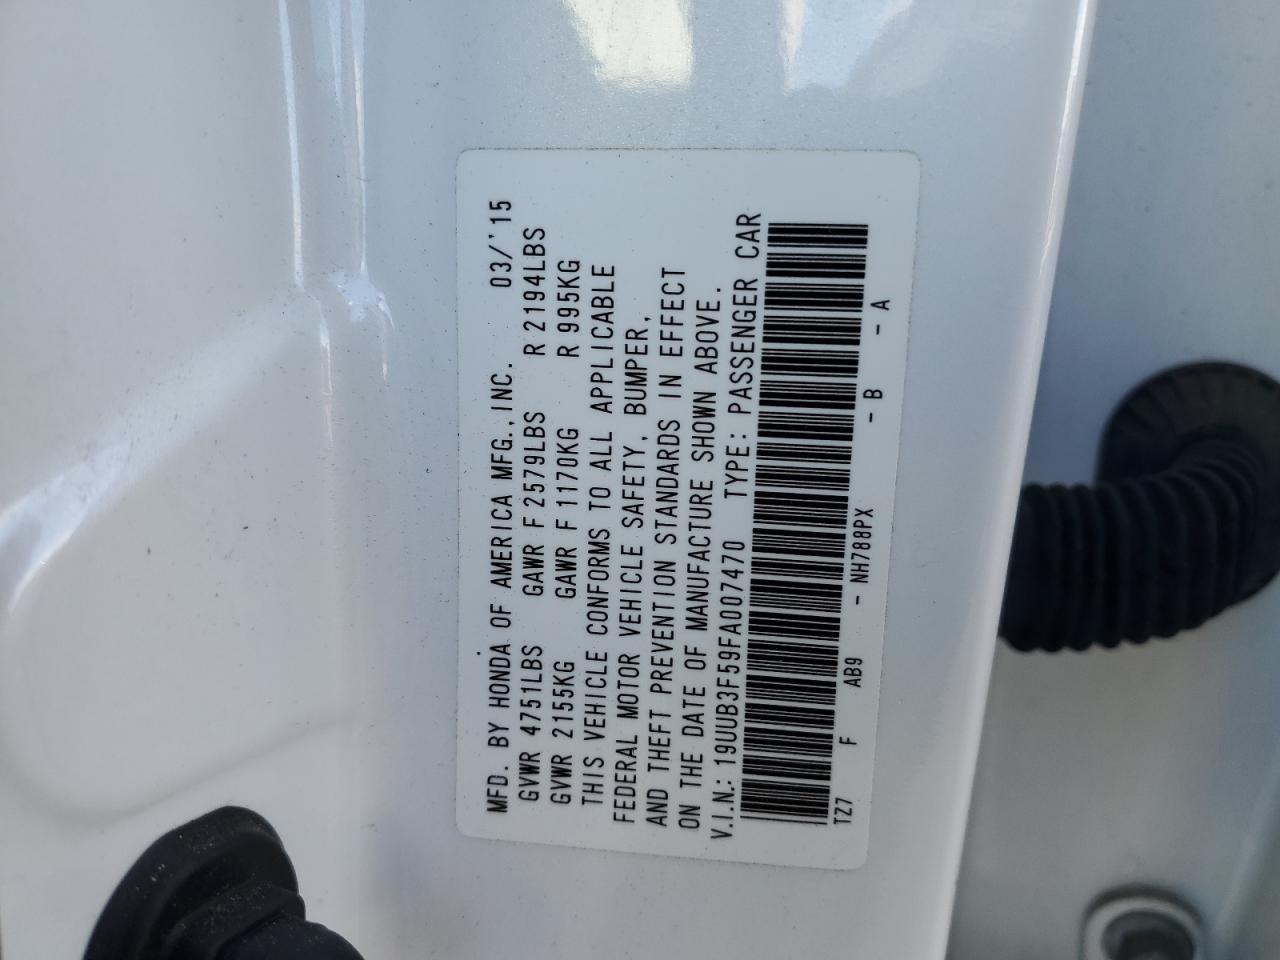 MFD. BY HONDA OF AMERICA MFG.,INC. 03/'15
GVWR 4751LBS GAWR F 2579LBS R 2194LBS
GVWR 2155KG GAWR F 1170KG R 995KG
THIS VEHICLE CONFORMS TO ALL APPLICABLE
FEDERAL MOTOR VEHICLE SAFETY, BUMPER,
AND THEFT PREVENTION STANDARDS IN EFFECT
ON THE DATE OF MANUFACTURE SHOWN ABOVE.
V.I.N.: 19UUB3F59FA007470 TYPE: PASSENGER CAR
TZ7 F AB9 - NH788PX - B - A